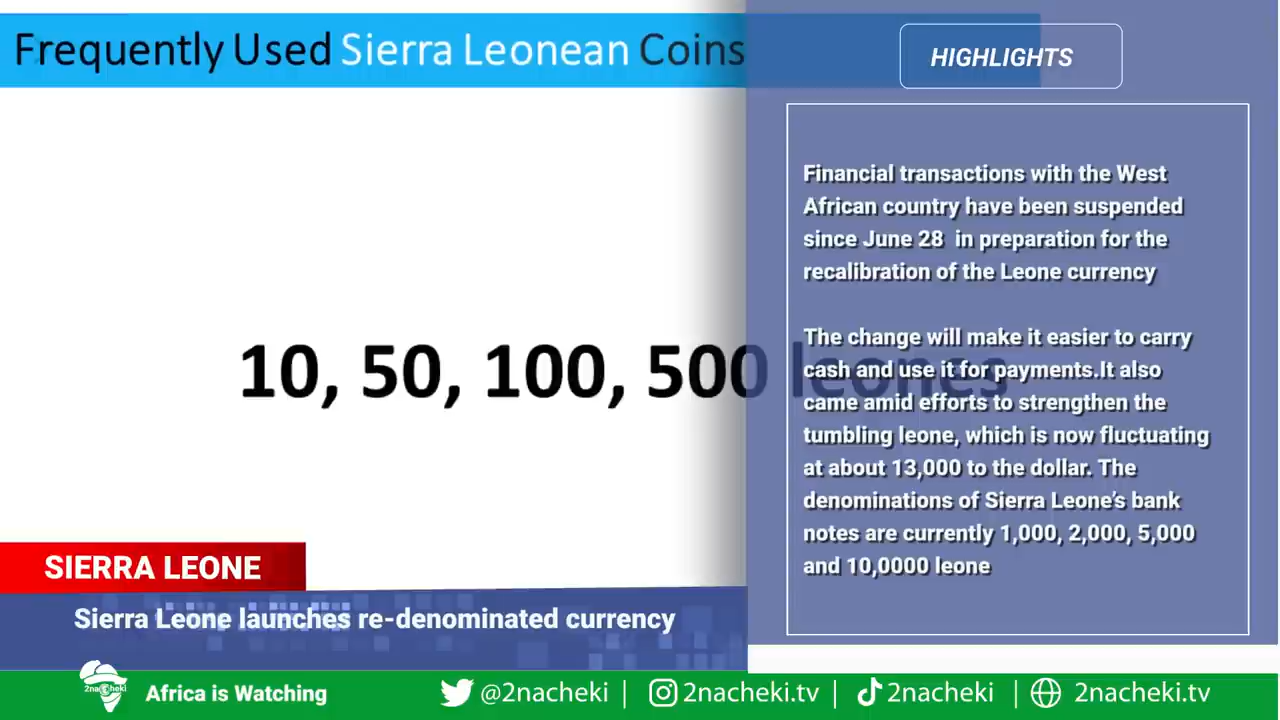 Frequently Used Sierra Leonean Coins
10, 50, 100, 500 leones
HIGHLIGHTS
Financial transactions with the West
African country have been suspended
since June 28 in preparation for the
recalibration of the Leone currency
The change will make it easier to carry
cash and use it for payments.It also
came amid efforts to strengthen the
tumbling leone, which is now fluctuating
at about 13,000 to the dollar. The
denominations of Sierra Leone's bank
notes are currently 1,000, 2,000, 5,000
and 10,0000 leone
SIERRA LEONE
Sierra Leone launches re-denominated currency
2nacheki
Africa is Watching
@2nacheki | 2nacheki.tv | 2nacheki | 2nacheki.tv